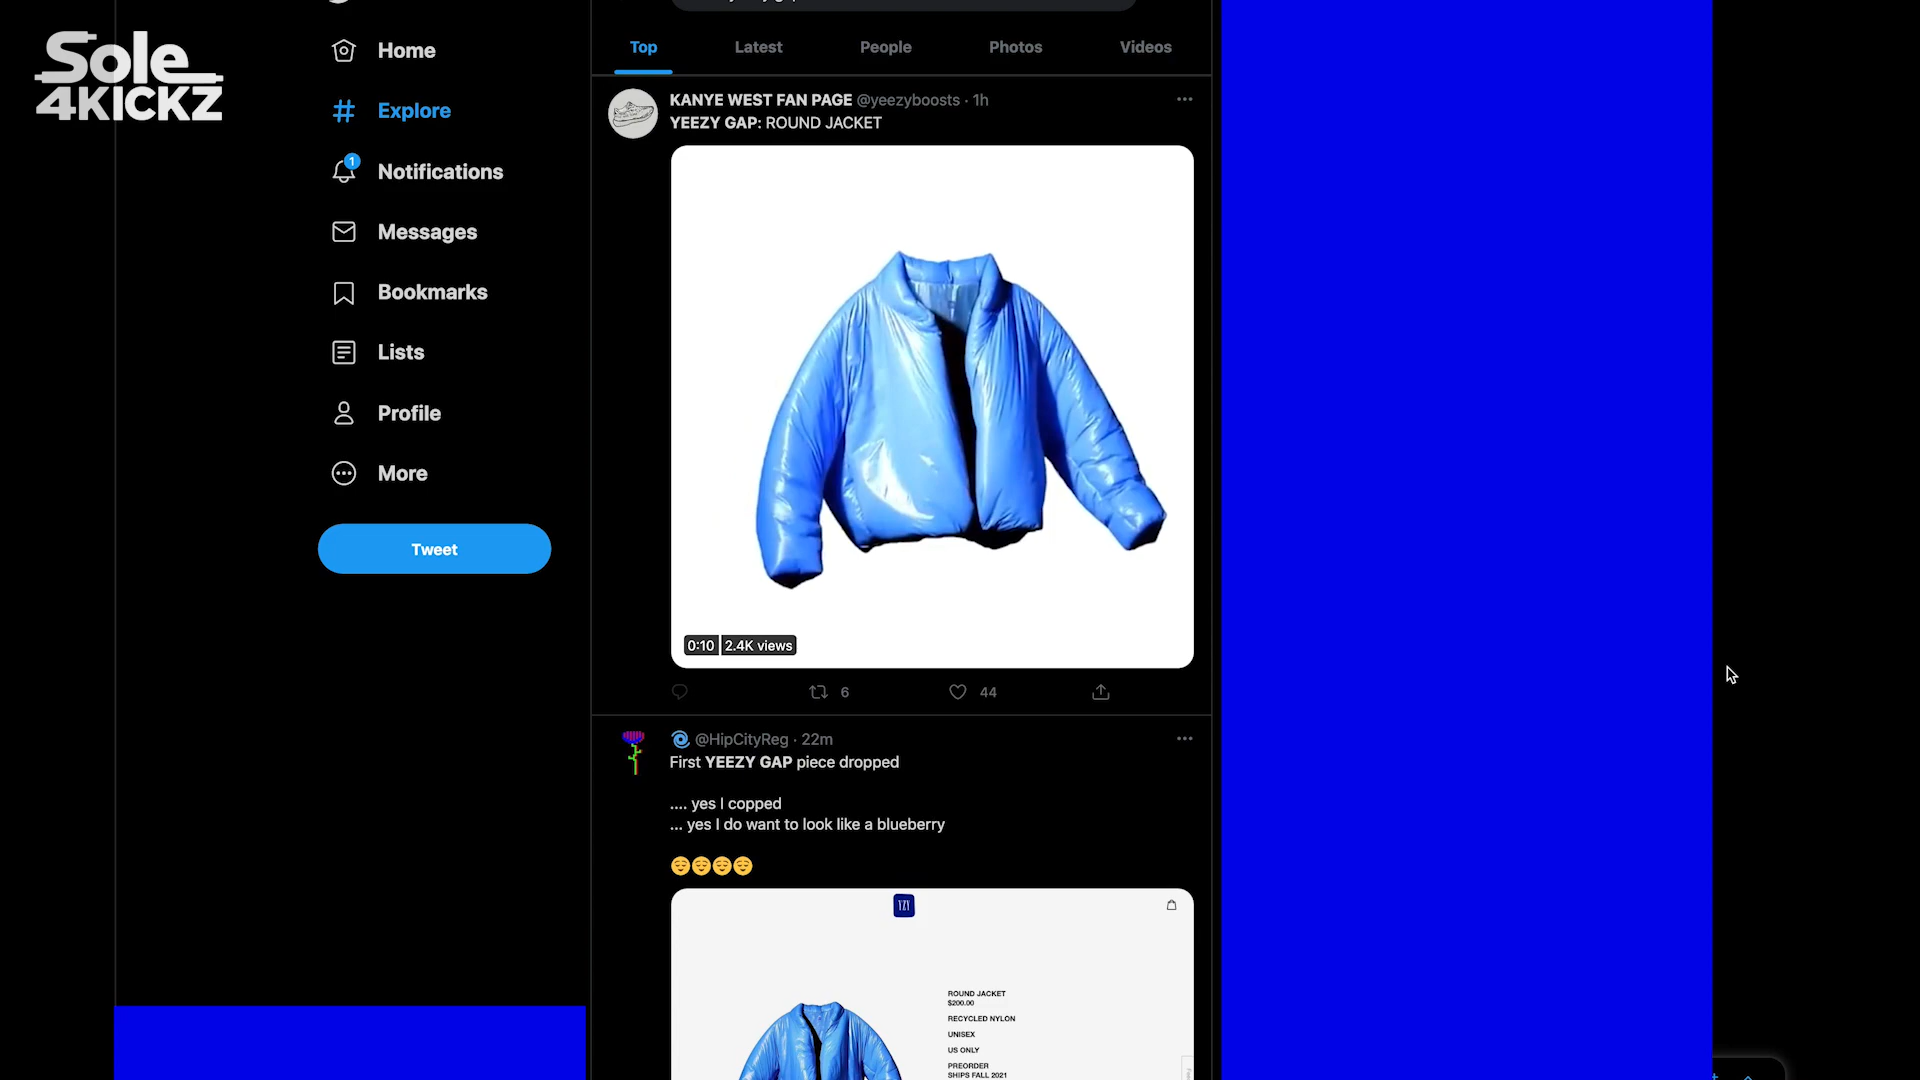 Sole
4KICKZ
Home
Explore
1
Notifications
Messages
Bookmarks
Lists
Profile
More
Tweet
Top
Latest
People
Photos
Videos
KANYE WEST FAN PAGE @yeezyboosts · 1h
YEEZY GAP: ROUND JACKET
0:10
2.4K views
6
44
@HipCityReg · 22m
First YEEZY GAP piece dropped
.... yes I copped
... yes I do want to look like a blueberry
YZY
ROUND JACKET
$200.00
RECYCLED NYLON
UNISEX
US ONLY
PREORDER
SHIPS FALL 2021